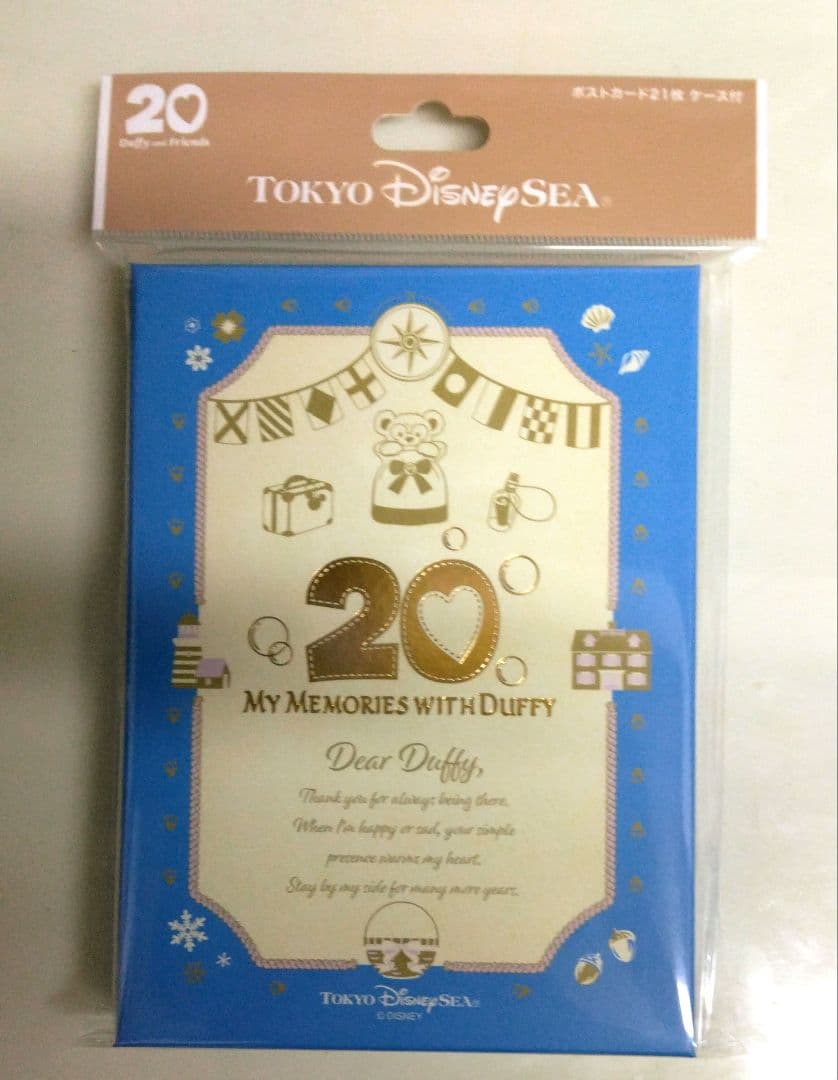 20
Duffy and Friends
ポストカード21枚 ケース付
TOKYO DISNEYSEA®
20
MY MEMORIES WITH DUFFY
Dear Duffy,
Thank you for always being there.
When I'm happy or sad, your simple
presence warms my heart.
Stay by my side for many more years.
TOKYO DISNEYSEA®
© DISNEY